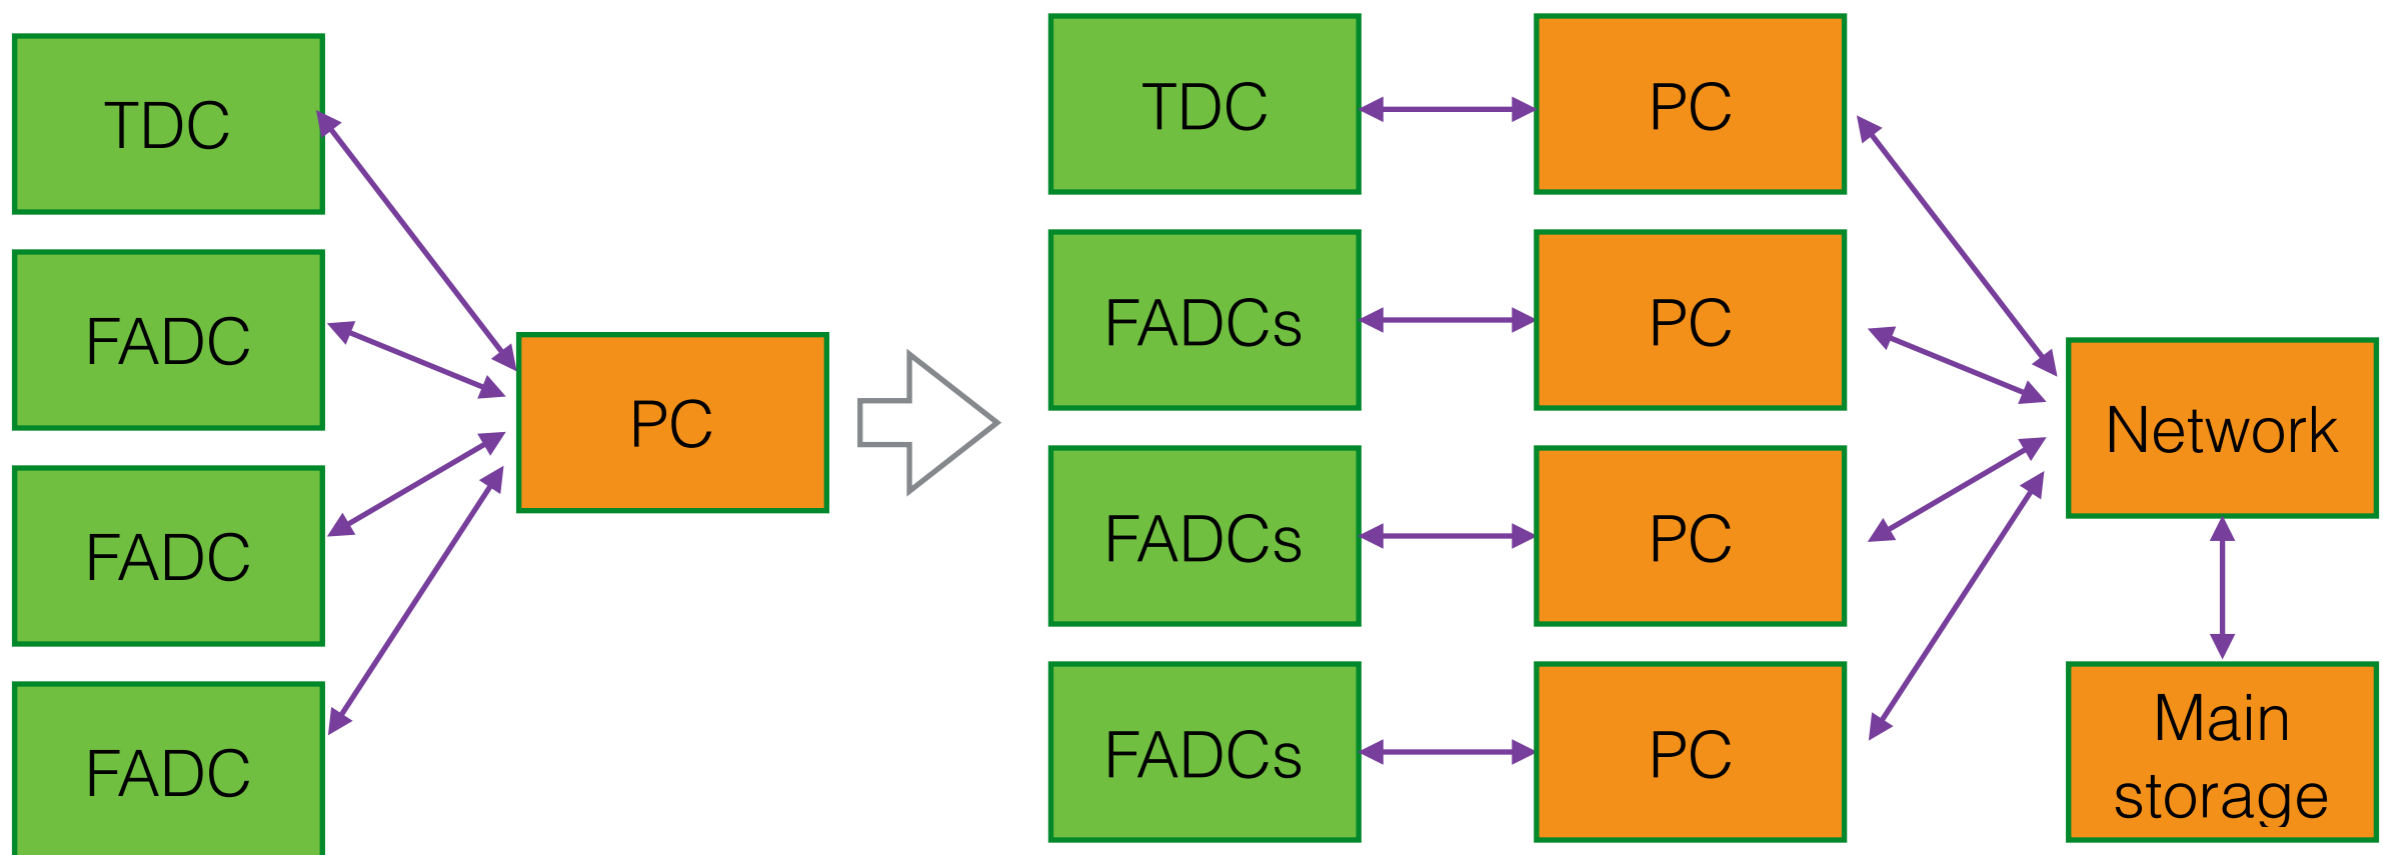 TDC
FADC
FADC
FADC
PC
TDC
PC
FADCs
PC
FADCs
PC
FADCs
PC
Network
Main
storage